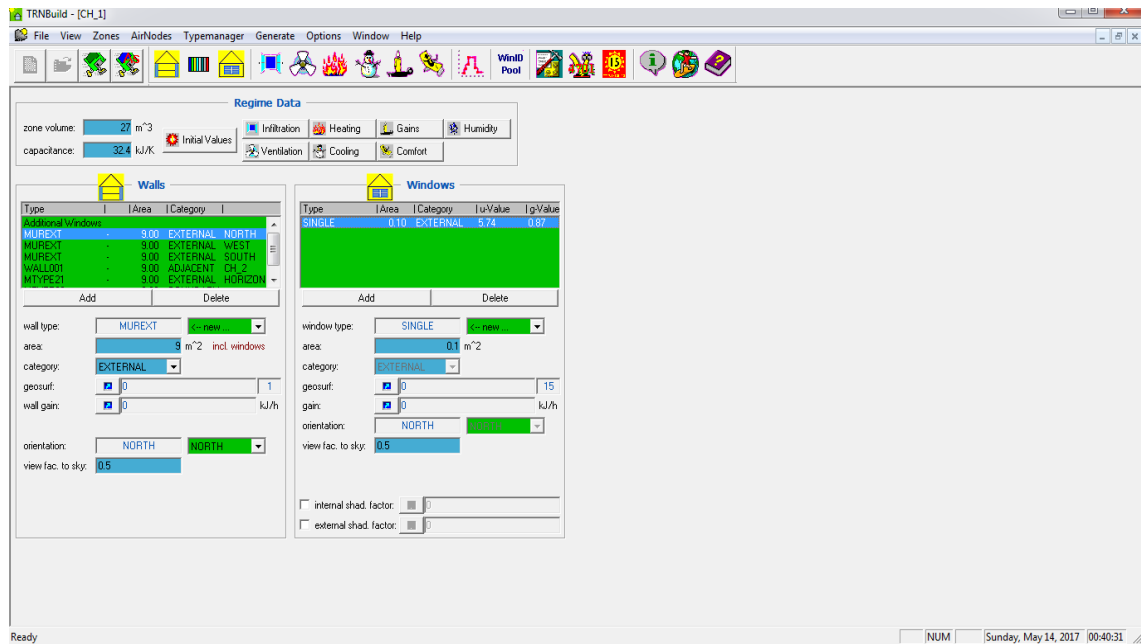 TRNBuild - [CH_1]
File View Zones AirNodes Typemanager Generate Options Window Help
WinID
Pool
Regime Data
zone volume: 27 m^3
capacitance: 32.4 kJ/K
Initial Values
Infiltration Heating Gains Humidity
Ventilation Cooling Comfort
Walls
Type | Area | Category |
Additional Windows
MUREXT - 9.00 EXTERNAL NORTH
MUREXT - 9.00 EXTERNAL WEST
MUREXT - 9.00 EXTERNAL SOUTH
WALL001 - 9.00 ADJACENT CH_2
MTYPE21 - 9.00 EXTERNAL HORIZON
Add Delete
wall type: MUREXT <-- new ...
area: 9 m^2 incl. windows
category: EXTERNAL
geosurf: 0 1
wall gain: 0 kJ/h
orientation: NORTH NORTH
view fac. to sky: 0.5
Windows
Type | Area | Category | u-Value | g-Value
SINGLE 0.10 EXTERNAL 5.74 0.87
Add Delete
window type: SINGLE <-- new ...
area: 0.1 m^2
category: EXTERNAL
geosurf: 0 15
gain: 0 kJ/h
orientation: NORTH
view fac. to sky: 0.5
internal shad. factor: 0
external shad. factor: 0
Ready
NUM Sunday, May 14, 2017 00:40:31